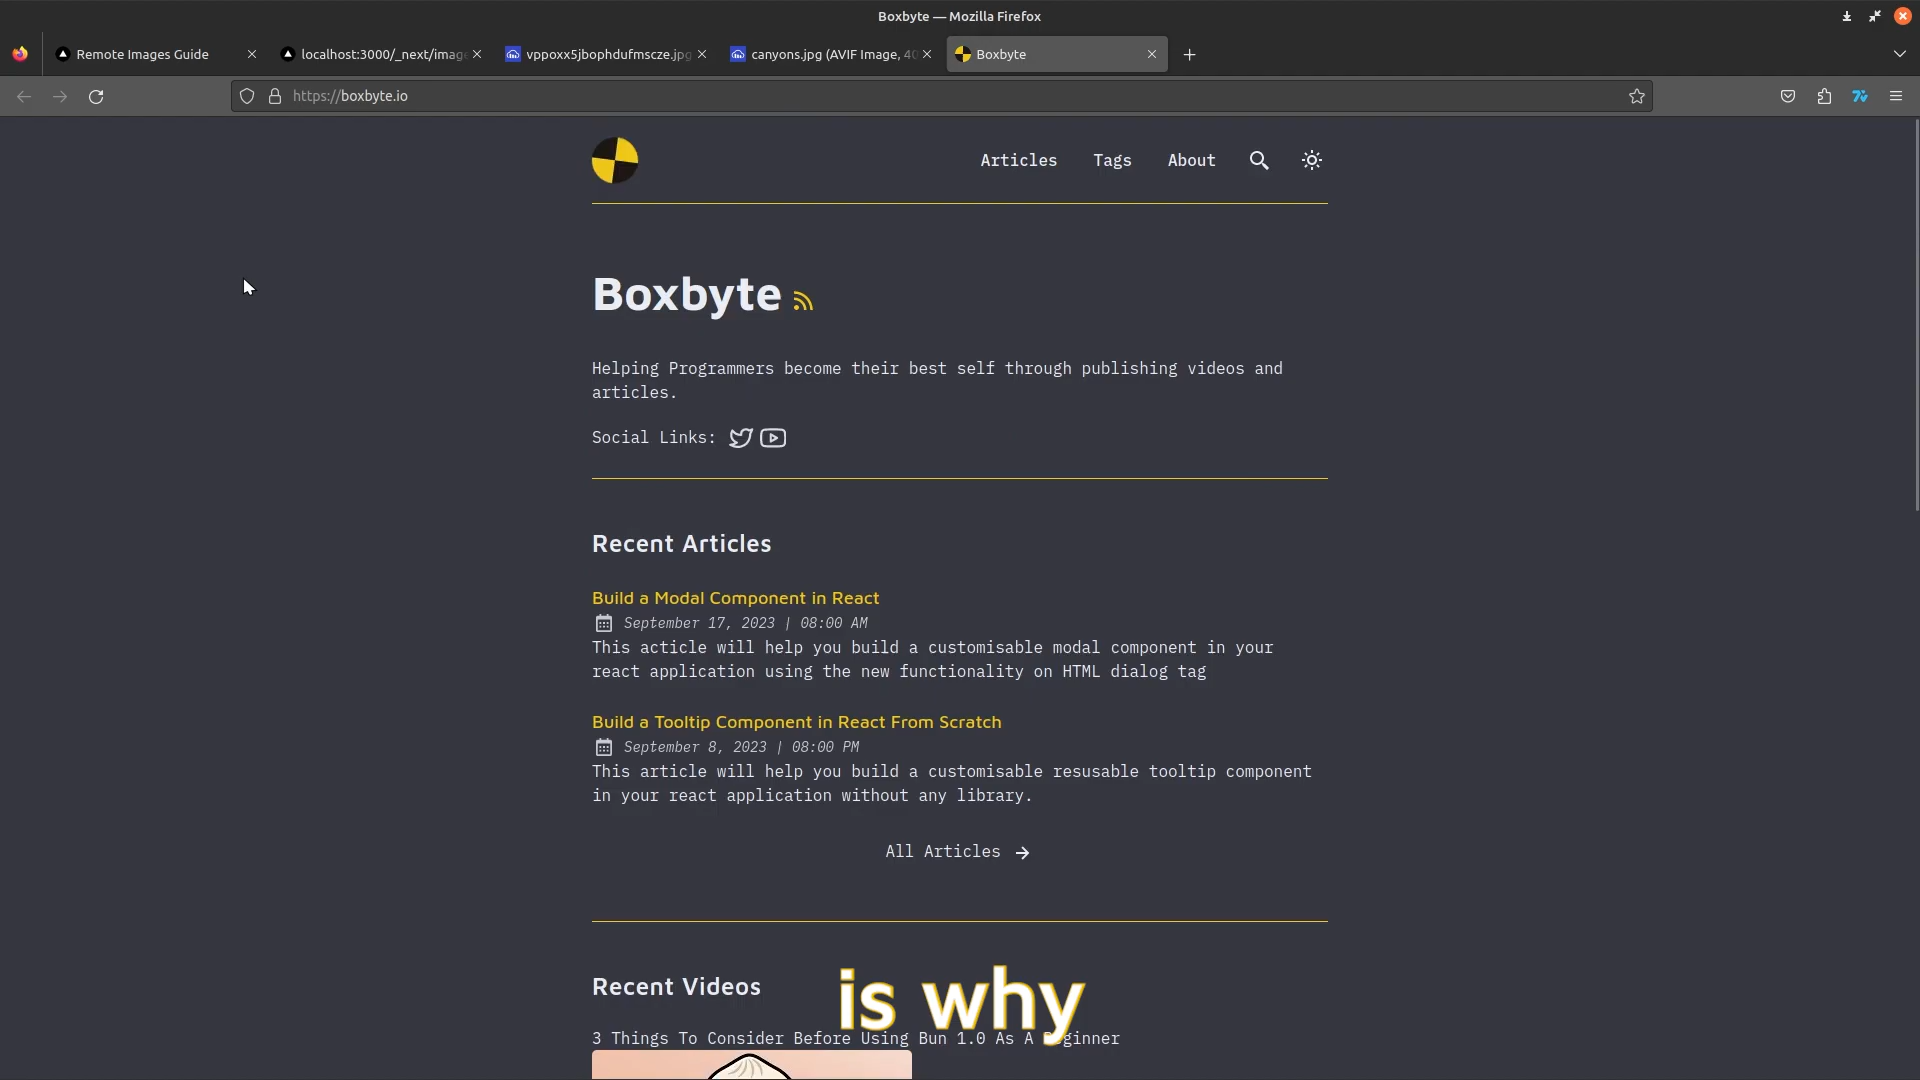 Boxbyte — Mozilla Firefox
Remote Images Guide
localhost:3000/_next/image
vppoxx5jbophdufmscze.jpg
canyons.jpg (AVIF Image, 40
Boxbyte
https://boxbyte.io
Articles Tags About
Boxbyte
Helping Programmers become their best self through publishing videos and
articles.
Social Links:
Recent Articles
Build a Modal Component in React
September 17, 2023 | 08:00 AM
This acticle will help you build a customisable modal component in your
react application using the new functionality on HTML dialog tag
Build a Tooltip Component in React From Scratch
September 8, 2023 | 08:00 PM
This article will help you build a customisable resusable tooltip component
in your react application without any library.
All Articles
Recent Videos
is why
3 Things To Consider Before Using Bun 1.0 As A Beginner